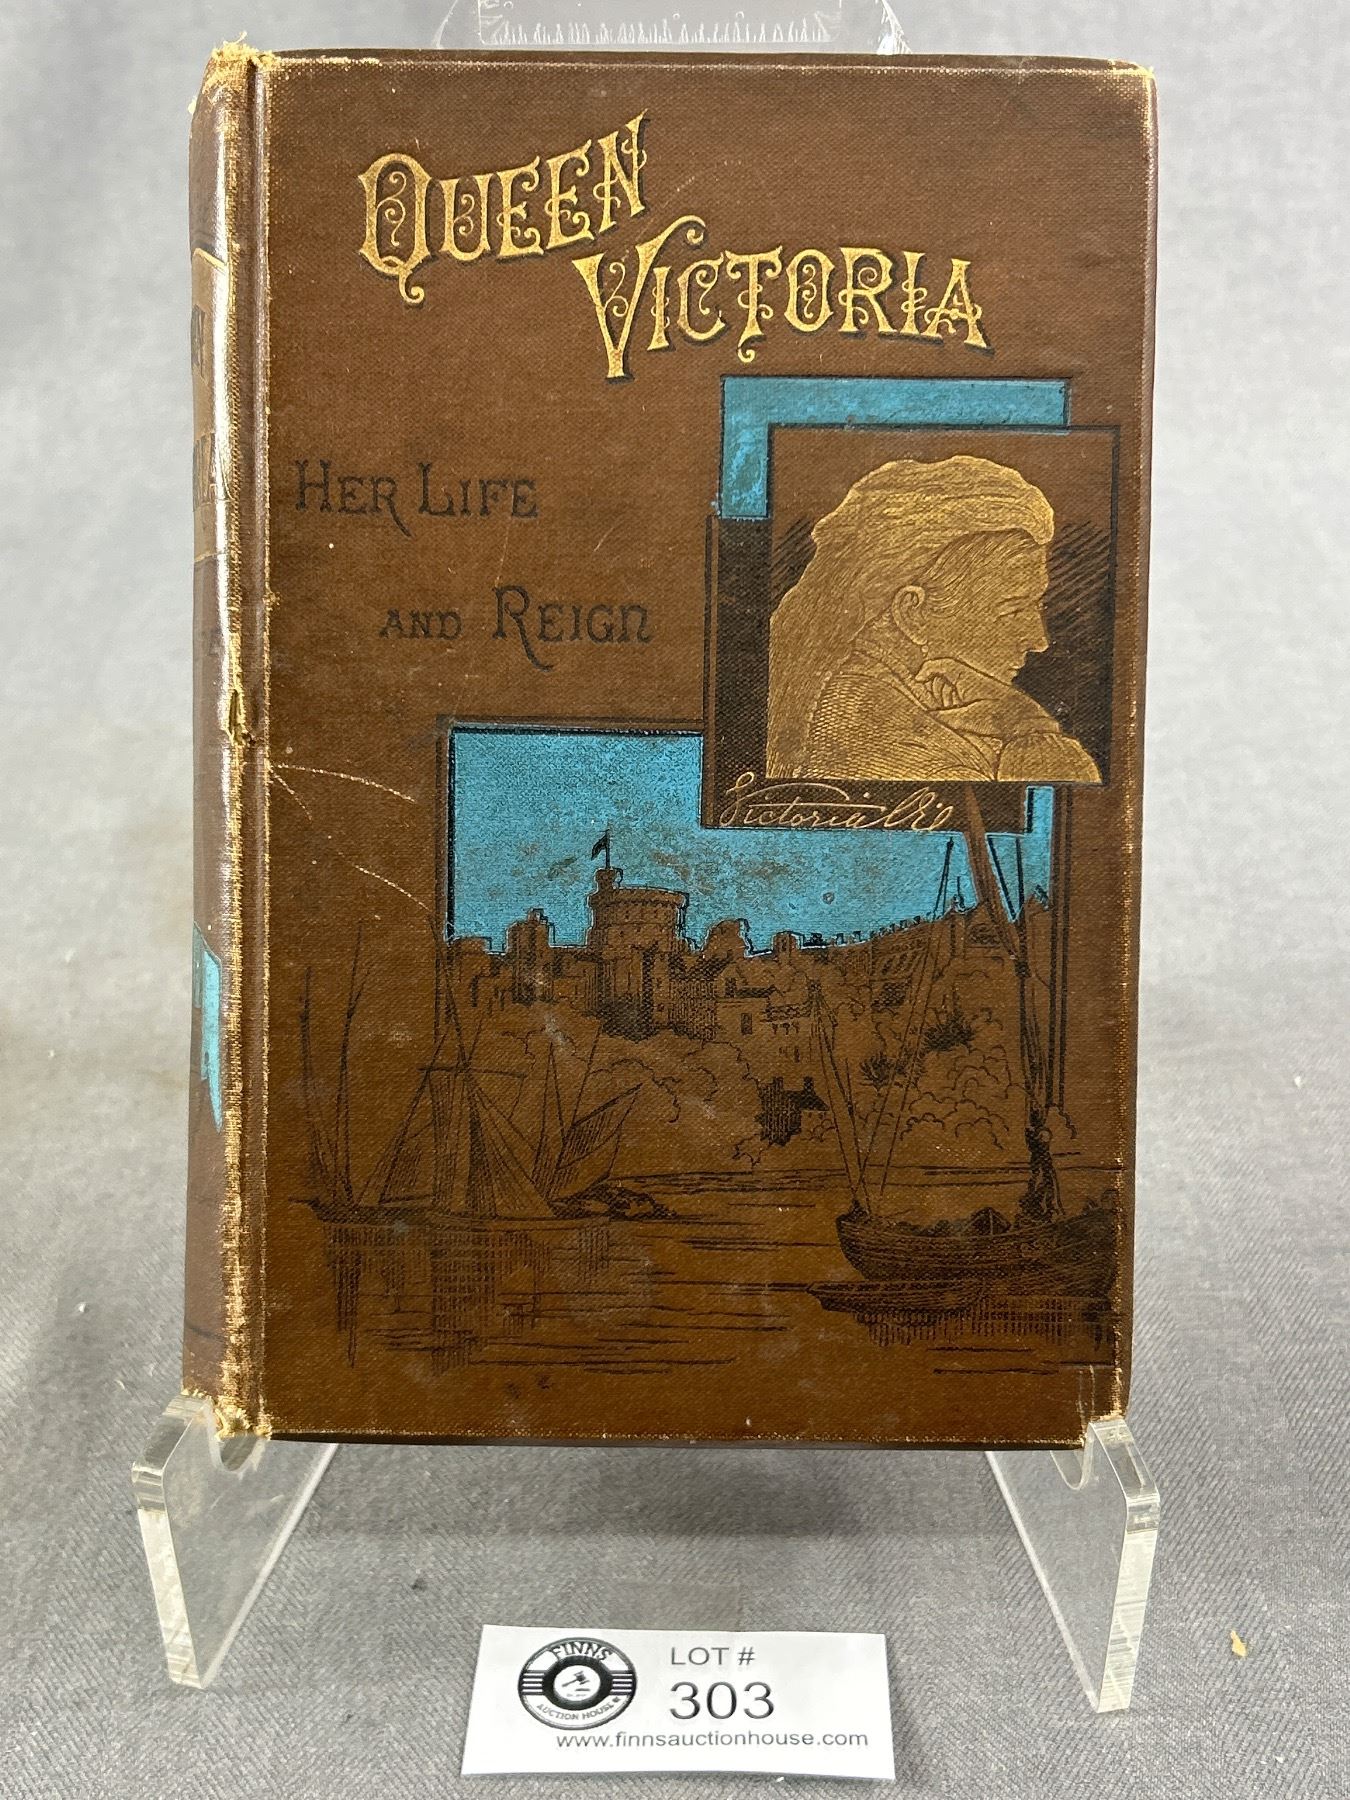 QUEEN
VICTORIA
HER LIFE
AND REIGN
Victoria
FINNS
AUCTION HOUSE
LOT #
303
www.finnsauctionhouse.com